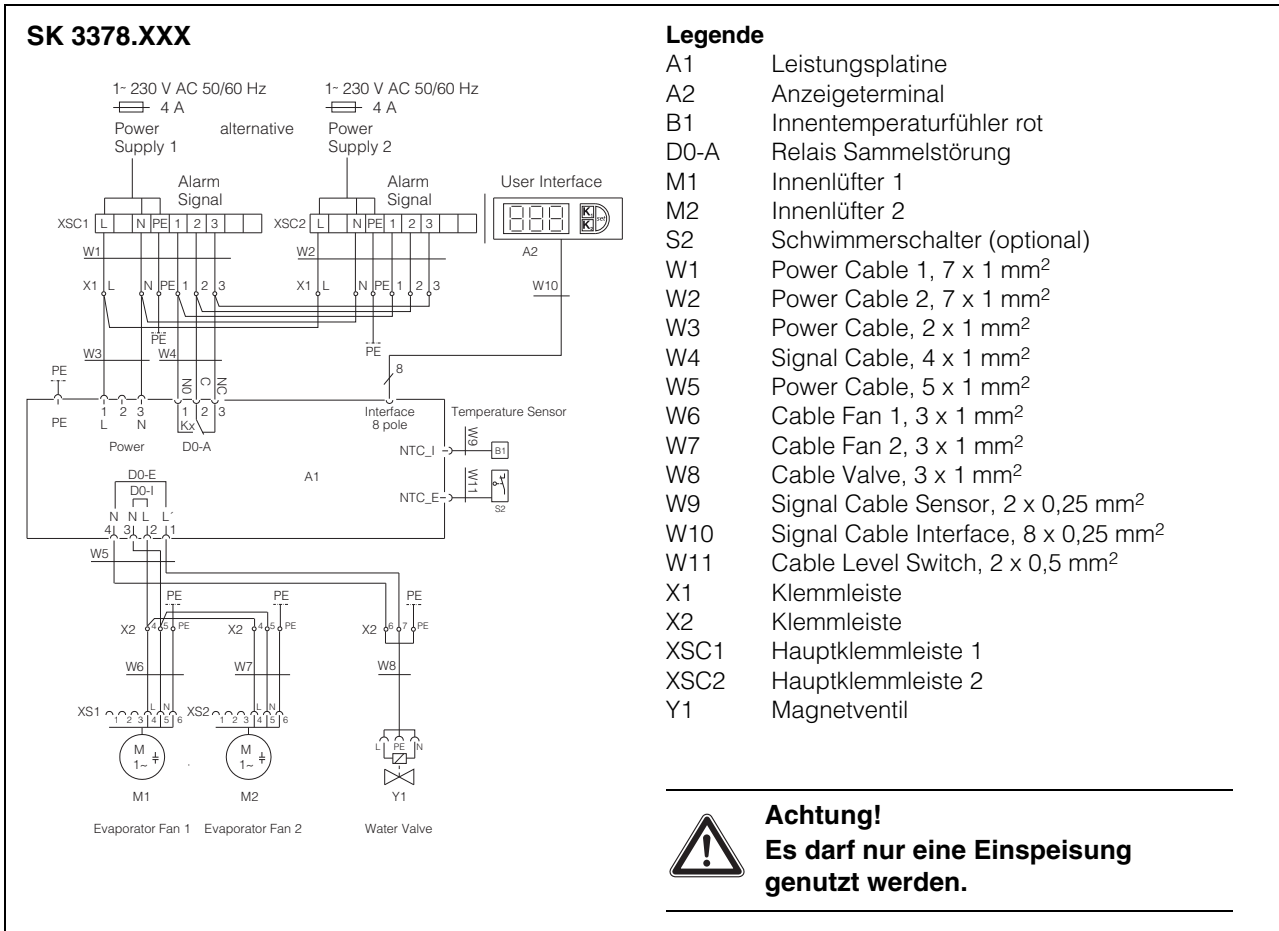 SK 3378.XXX
1~ 230 V AC 50/60 Hz 1~ 230 V AC 50/60 Hz
4 A 4 A
Power alternative Power
Supply 1 Supply 2
Alarm Alarm User Interface
Signal Signal
XSC1 L N PE 1 2 3 XSC2 L N PE 1 2 3
K. K. set
W1 W2 A2
X1 L N PE 1 2 3 X1 L N PE 1 2 3 W10
PE PE
W3 W4
PE 8
N0 C NC
PE 1 2 3 1 2 3 Interface Temperature Sensor
L N Kx 8 pole
Power D0-A NTC_I W9 B1
A1
D0-E NTC_E W11 S2
D0-I
N N L L´
4 3 2 1
W5
PE PE PE
X2 4 5 PE X2 4 5 PE X2 6 7 PE
W6 W7 W8
L N L N
XS1 1 2 3 4 5 6 XS2 1 2 3 4 5 6
L PE N
M M
1~ 1~
M1 M2 Y1
Evaporator Fan 1 Evaporator Fan 2 Water Valve
Legende
A1 Leistungsplatine
A2 Anzeigeterminal
B1 Innentemperaturfühler rot
D0-A Relais Sammelstörung
M1 Innenlüfter 1
M2 Innenlüfter 2
S2 Schwimmerschalter (optional)
W1 Power Cable 1, 7 x 1 mm²
W2 Power Cable 2, 7 x 1 mm²
W3 Power Cable, 2 x 1 mm²
W4 Signal Cable, 4 x 1 mm²
W5 Power Cable, 5 x 1 mm²
W6 Cable Fan 1, 3 x 1 mm²
W7 Cable Fan 2, 3 x 1 mm²
W8 Cable Valve, 3 x 1 mm²
W9 Signal Cable Sensor, 2 x 0,25 mm²
W10 Signal Cable Interface, 8 x 0,25 mm²
W11 Cable Level Switch, 2 x 0,5 mm²
X1 Klemmleiste
X2 Klemmleiste
XSC1 Hauptklemmleiste 1
XSC2 Hauptklemmleiste 2
Y1 Magnetventil
Achtung!
Es darf nur eine Einspeisung
genutzt werden.